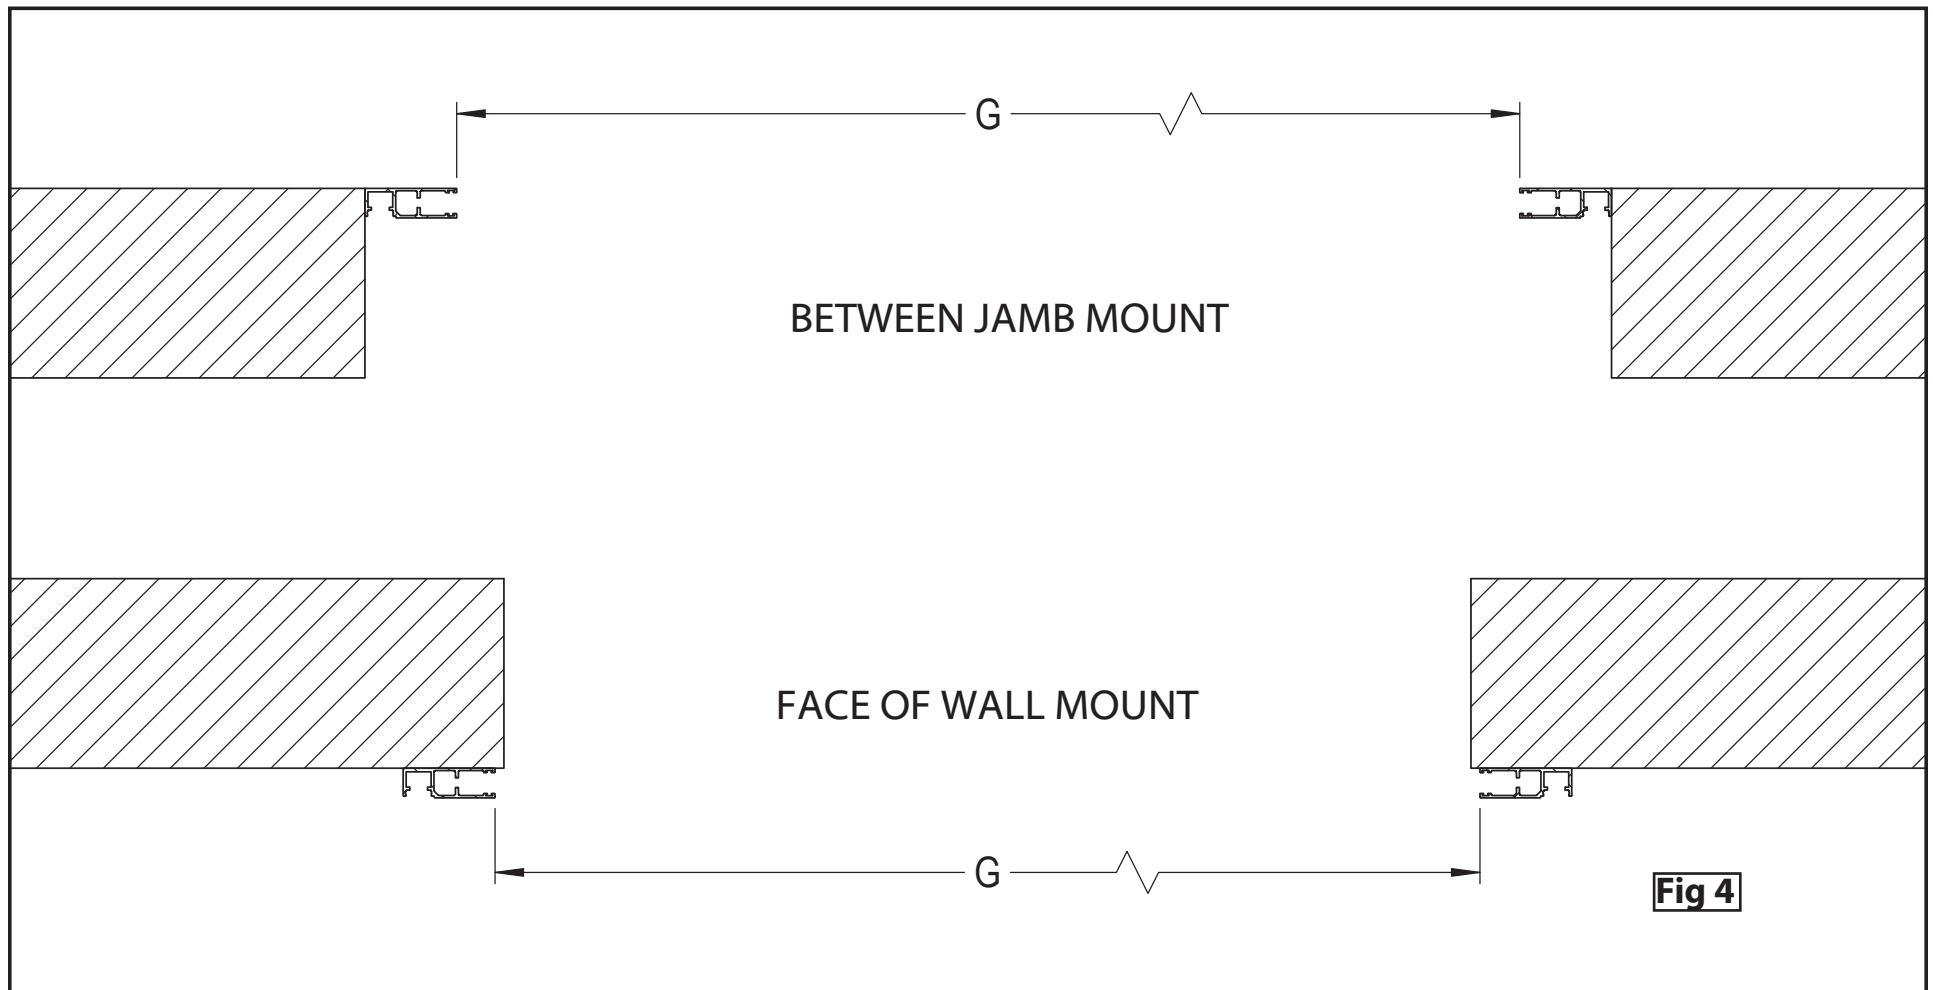 G
BETWEEN JAMB MOUNT
FACE OF WALL MOUNT
G
Fig 4